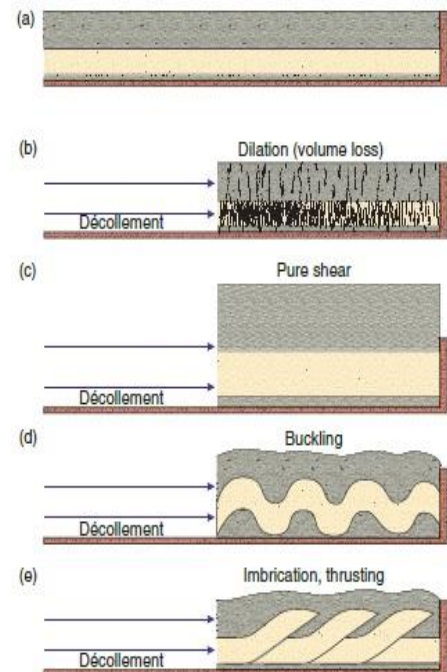 (a)
(b)
Dilation (volume loss)
Décollement
(c)
Pure shear
Décollement
(d)
Buckling
Décollement
(e)
Imbrication, thrusting
Décollement